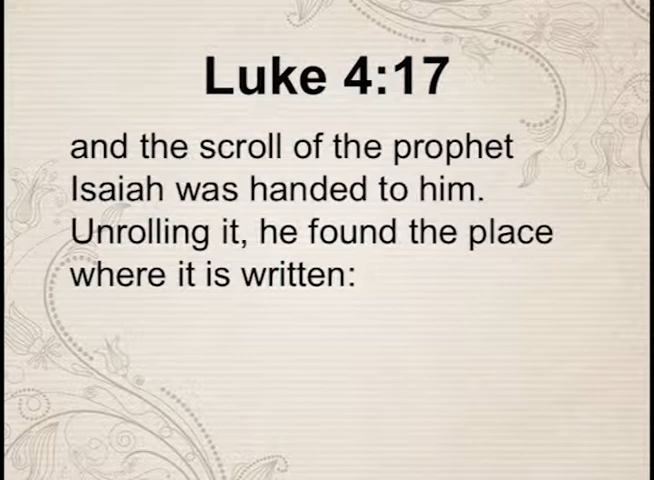 Luke 4:17
and the scroll of the prophet
Isaiah was handed to him.
Unrolling it, he found the place
where it is written: